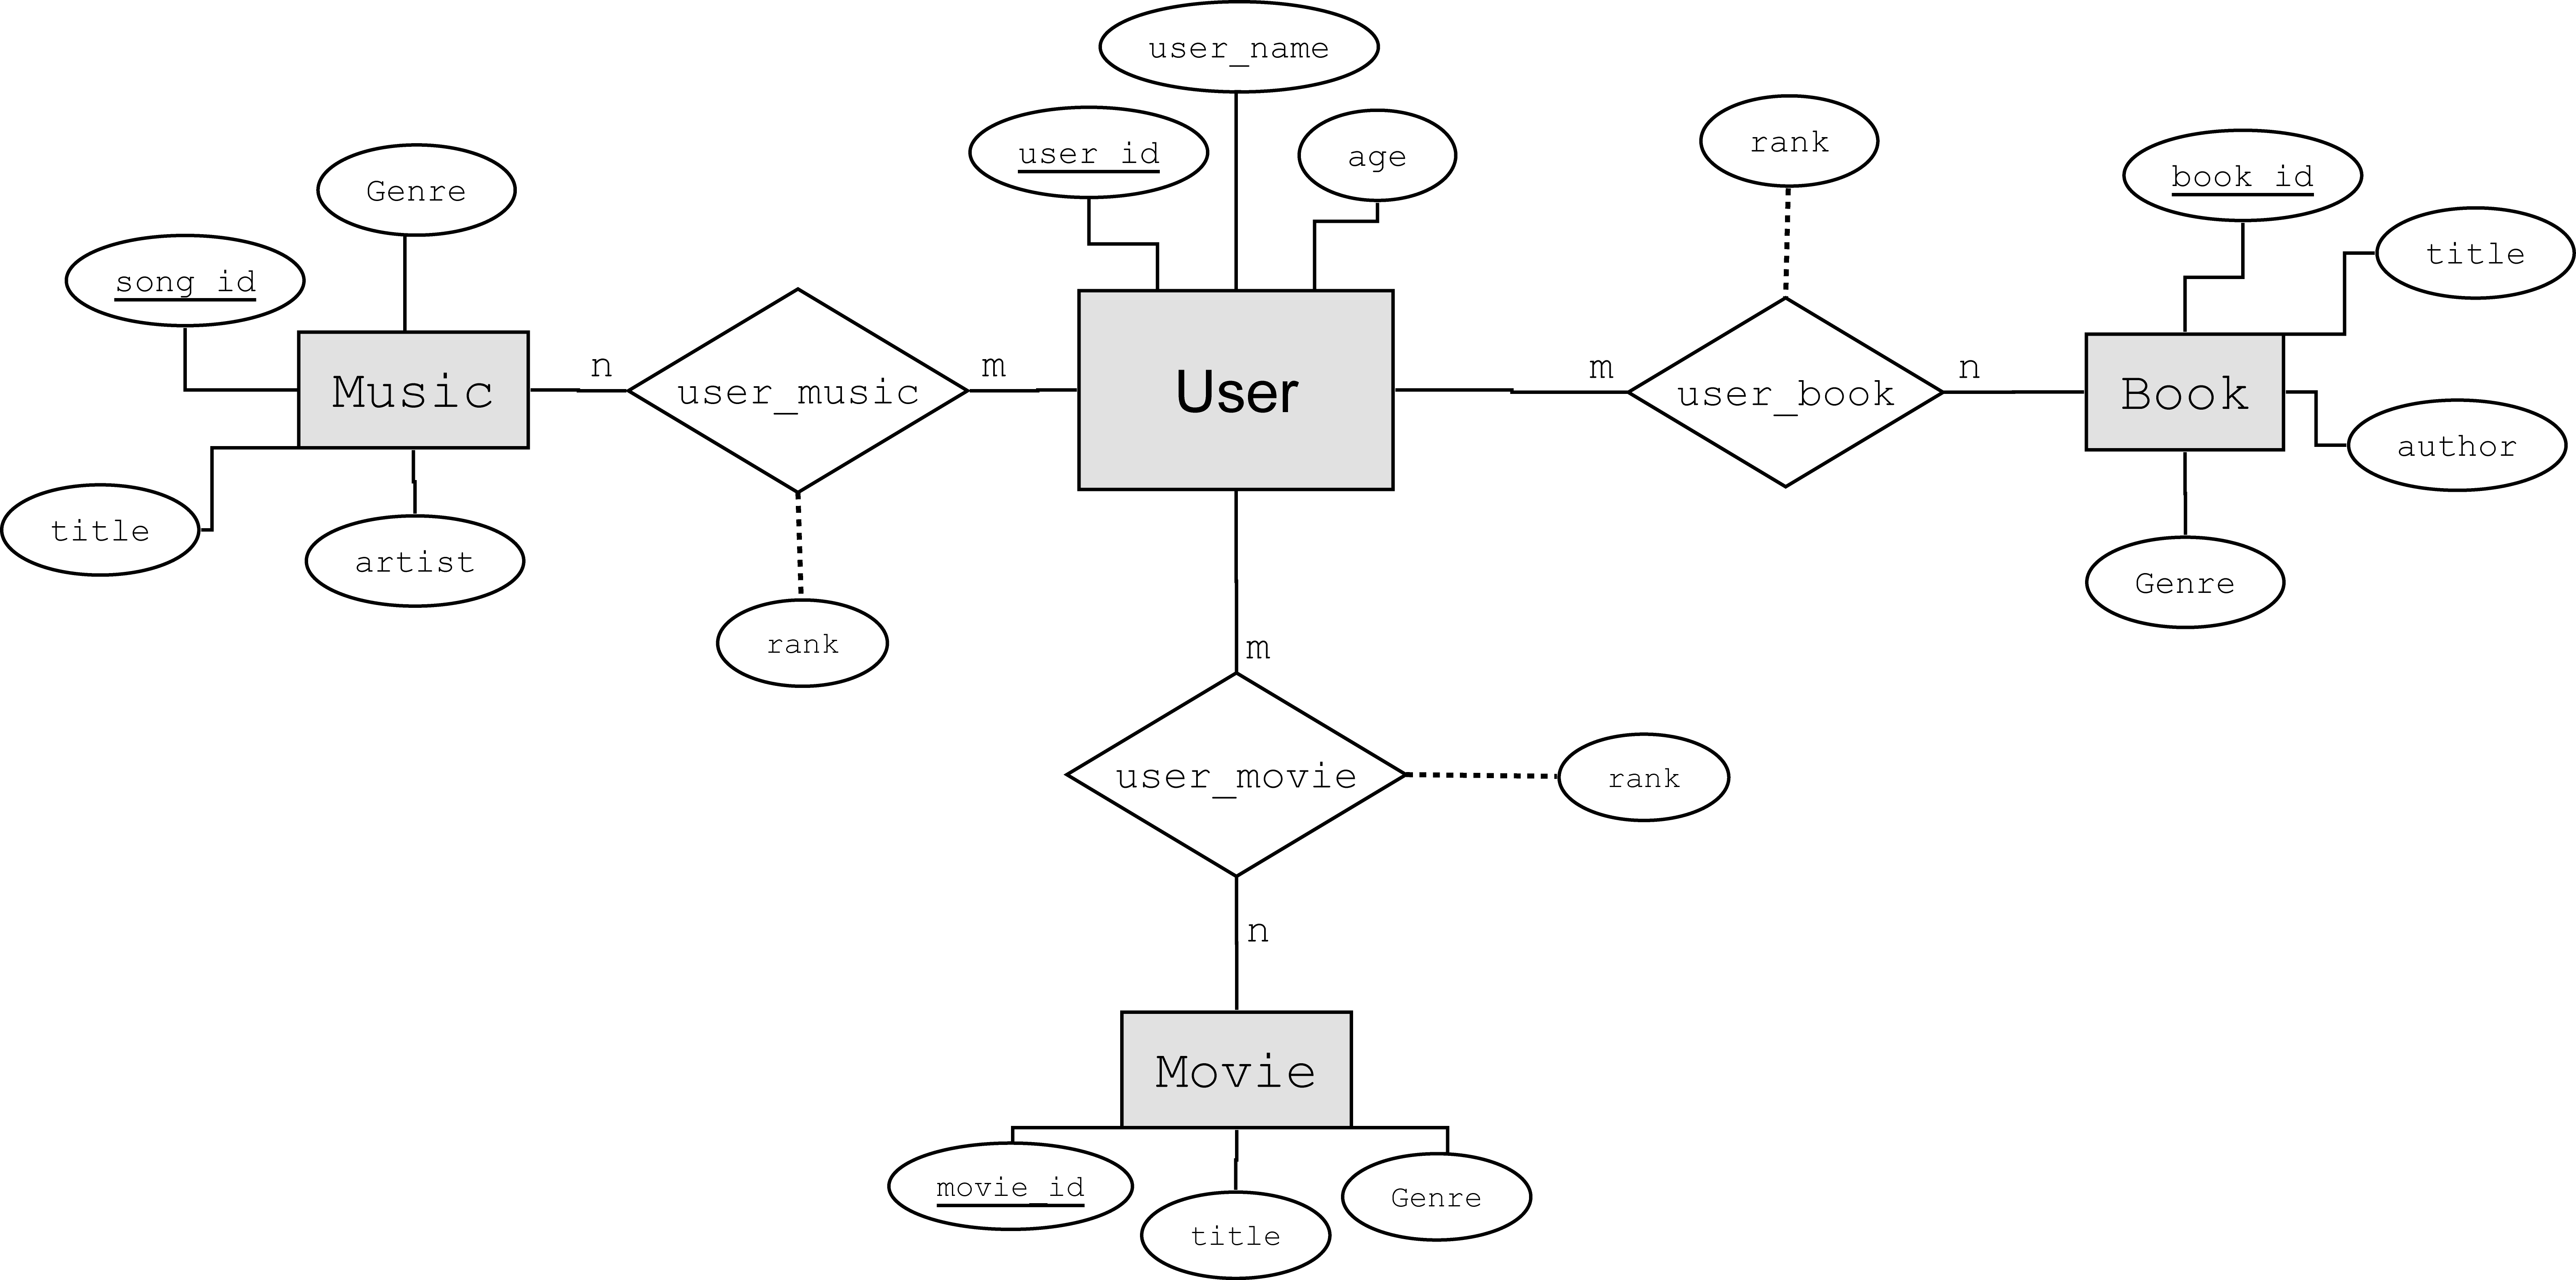 user_name
user_id
age
rank
book_id
Genre
title
song_id
n
m
m
n
Music
user_music
User
user_book
Book
author
title
artist
Genre
rank
m
user_movie
rank
n
Movie
movie_id
Genre
title